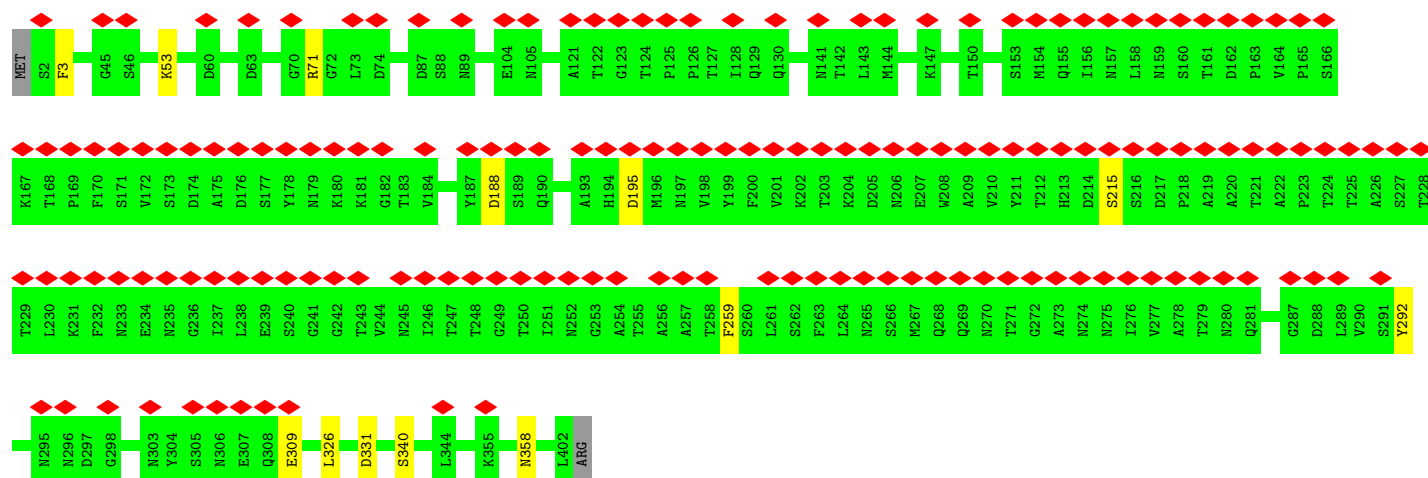 MET S2 F3 G45 S46 K53 D60 D63 G70 R71 G72 L73 D74 D87 S88 N89 E104 N105 A121 T122 G123 T124 P125 P126 T127 I128 Q129 Q130 N141 T142 L143 M144 K147 T150 S153 M154 Q155 I156 N157 L158 N159 S160 T161 D162 P163 V164 P165 S166
K167 T168 P169 F170 S171 V172 S173 D174 A175 D176 S177 Y178 N179 K180 K181 G182 T183 V184 Y187 D188 S189 Q190 A193 H194 D195 M196 N197 V198 Y199 F200 V201 K202 T203 K204 D205 N206 E207 W208 A209 V210 Y211 T212 H213 D214 S215 S216 D217 P218 A219 A220 T221 A222 P223 T224 T225 A226 S227 T228
T229 L230 K231 F232 N233 E234 N235 G236 I237 L238 E239 S240 G241 G242 T243 V244 N245 I246 T247 T248 G249 T250 I251 N252 G253 A254 T255 A256 A257 T258 F259 S260 L261 S262 F263 L264 N265 S266 M267 Q268 Q269 N270 T271 G272 A273 N274 N275 I276 V277 A278 T279 N280 Q281 G287 D288 L289 V290 S291 Y292
N295 N296 D297 G298 N303 Y304 S305 N306 E307 Q308 E309 L326 D331 S340 L344 K355 N358 L402 ARG